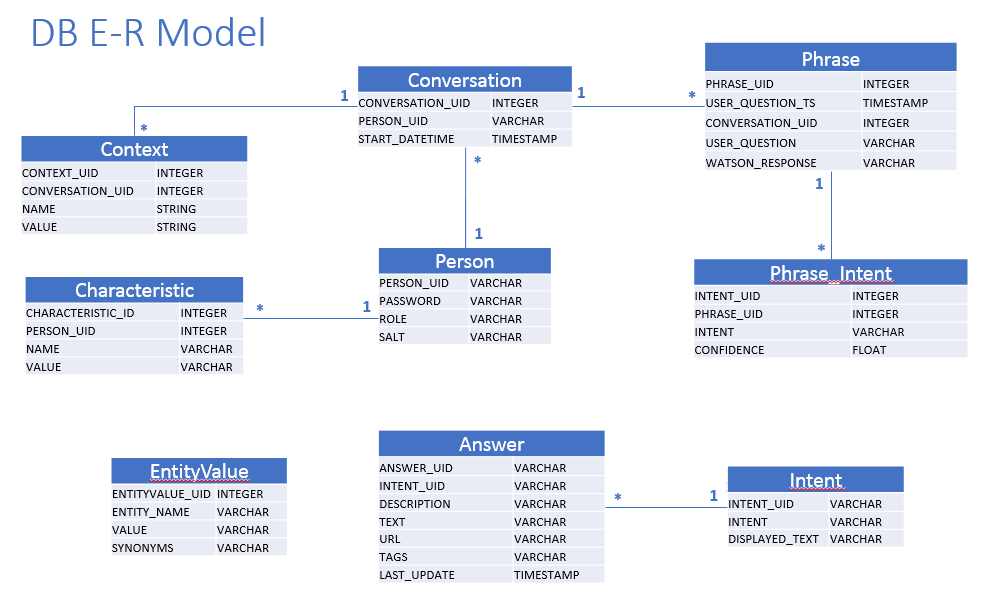 DB E-R Model
Conversation
CONVERSATION_UID INTEGER
PERSON_UID VARCHAR
START_DATETIME TIMESTAMP
1
1
*
Phrase
PHRASE_UID INTEGER
USER_QUESTION_TS TIMESTAMP
CONVERSATION_UID INTEGER
USER_QUESTION VARCHAR
WATSON_RESPONSE VARCHAR
*
Context
CONTEXT_UID INTEGER
CONVERSATION_UID INTEGER
NAME STRING
VALUE STRING
*
1
1
*
Person
PERSON_UID VARCHAR
PASSWORD VARCHAR
ROLE VARCHAR
SALT VARCHAR
Phrase_Intent
INTENT_UID INTEGER
PHRASE_UID INTEGER
INTENT VARCHAR
CONFIDENCE FLOAT
Characteristic
CHARACTERISTIC_ID INTEGER
PERSON_UID INTEGER
NAME VARCHAR
VALUE VARCHAR
*
1
Answer
ANSWER_UID VARCHAR
INTENT_UID VARCHAR
DESCRIPTION VARCHAR
TEXT VARCHAR
URL VARCHAR
TAGS VARCHAR
LAST_UPDATE TIMESTAMP
*
1
EntityValue
ENTITYVALUE_UID INTEGER
ENTITY_NAME VARCHAR
VALUE VARCHAR
SYNONYMS VARCHAR
Intent
INTENT_UID VARCHAR
INTENT VARCHAR
DISPLAYED_TEXT VARCHAR